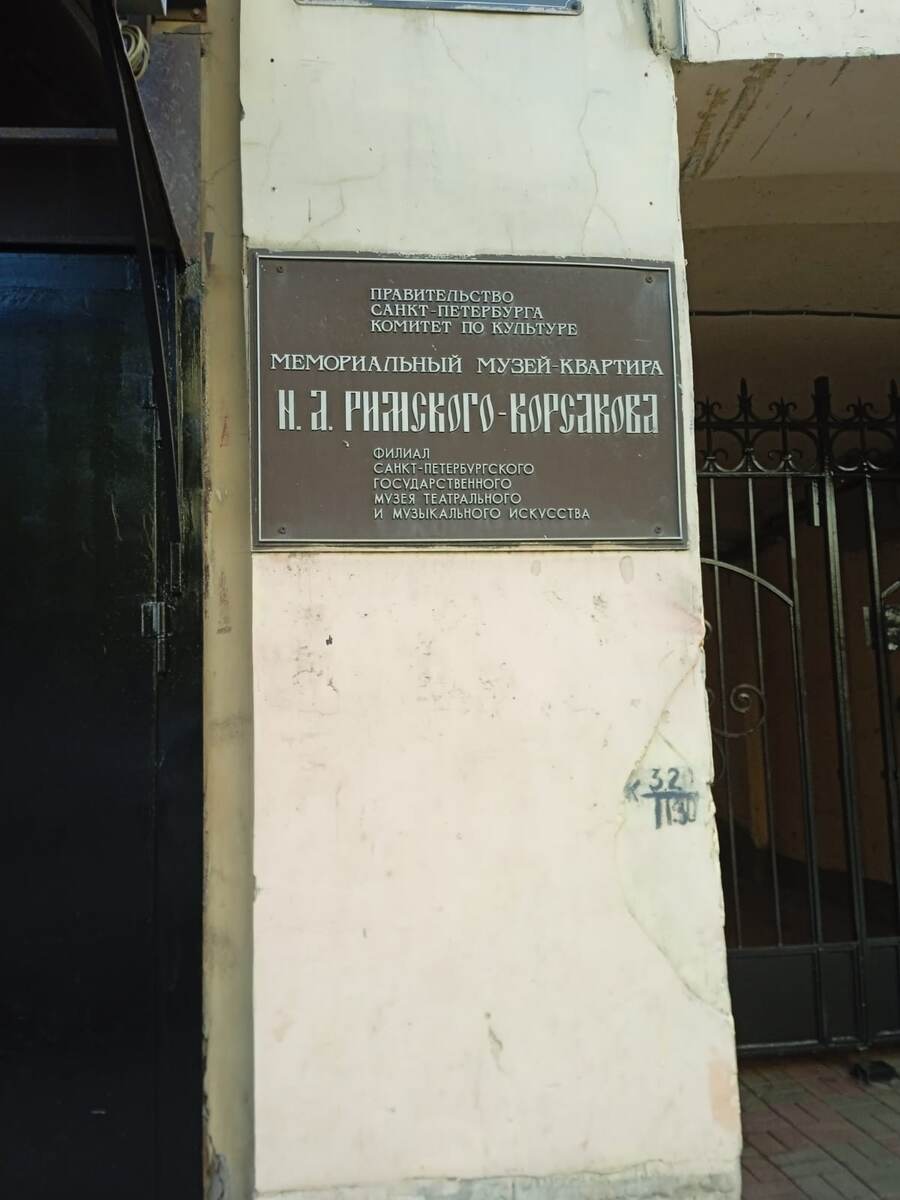 ПРАВИТЕЛЬСТВО
САНКТ-ПЕТЕРБУРГА
КОМИТЕТ ПО КУЛЬТУРЕ
МЕМОРИАЛЬНЫЙ МУЗЕЙ-КВАРТИРА
Н. А. РИМСКОГО-КОРСАКОВА
ФИЛИАЛ
САНКТ-ПЕТЕРБУРГСКОГО
ГОСУДАРСТВЕННОГО
МУЗЕЯ ТЕАТРАЛЬНОГО
И МУЗЫКАЛЬНОГО ИСКУССТВА